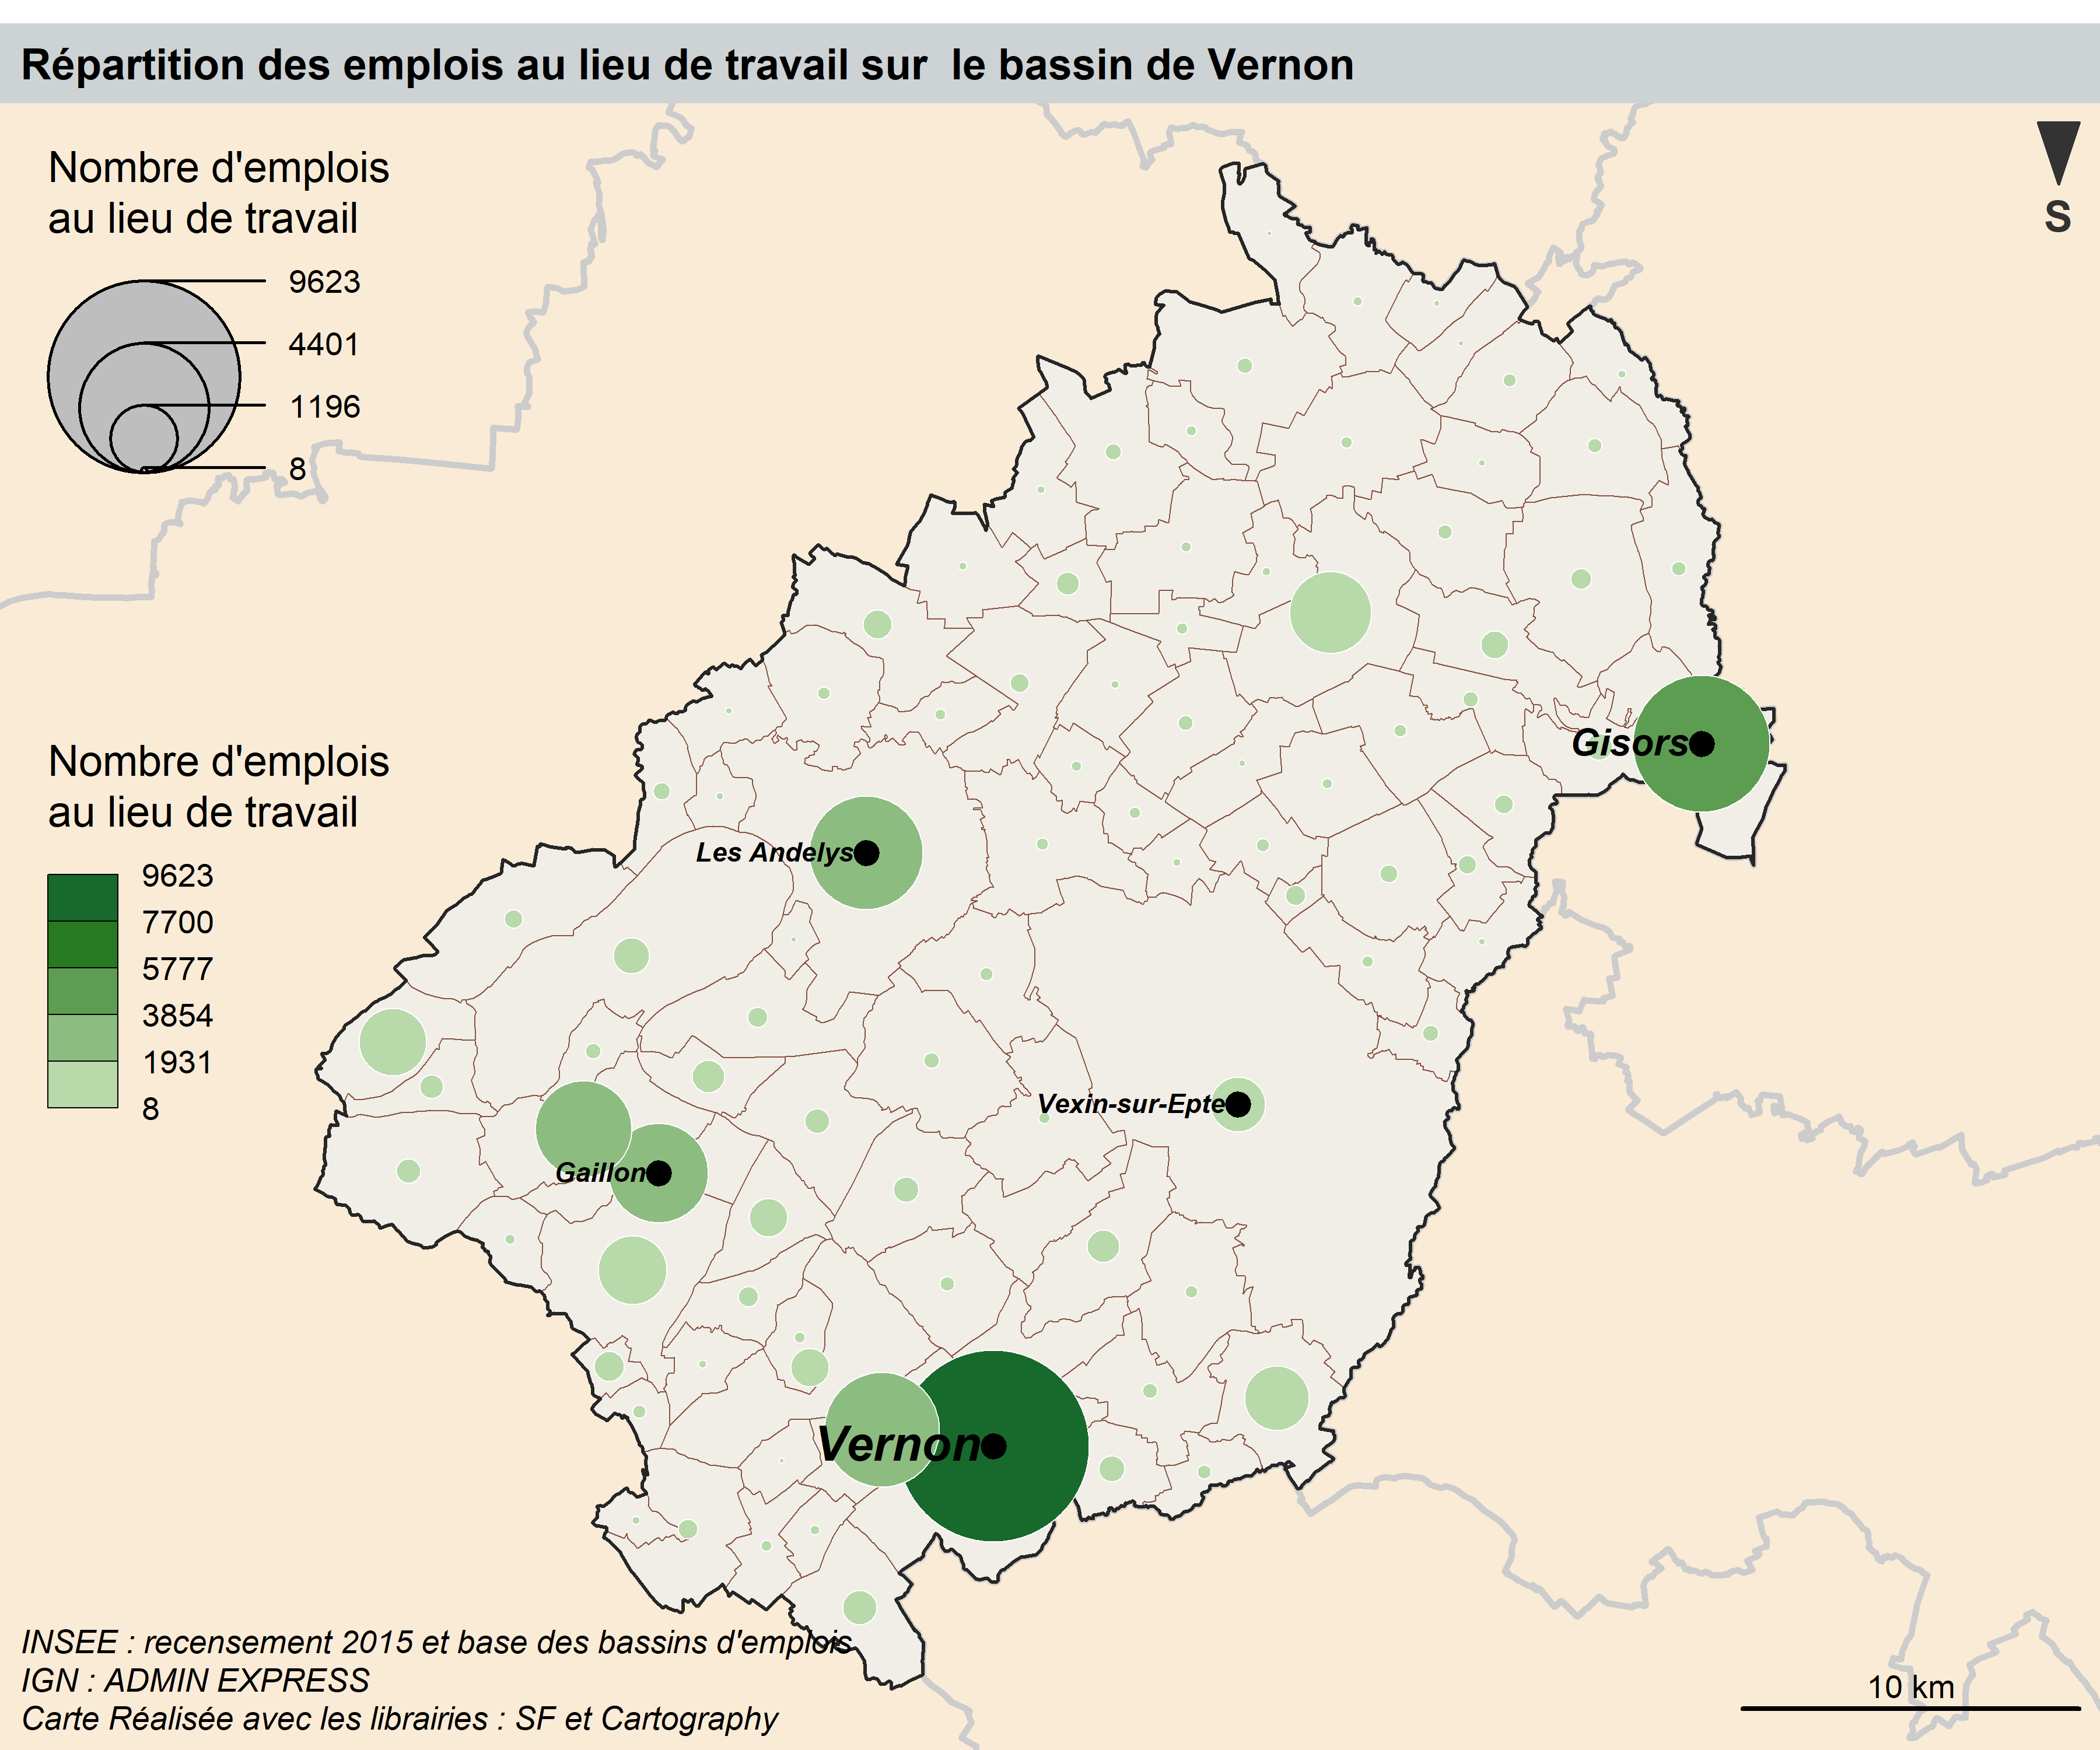 Répartition des emplois au lieu de travail sur  le bassin de Vernon
S
Nombre d'emplois
au lieu de travail
9623
4401
1196
8
Nombre d'emplois
au lieu de travail
9623
7700
5777
3854
1931
8
Gisors
Les Andelys
Vexin-sur-Epte
Gaillon
Vernon
INSEE : recensement 2015 et base des bassins d'emplois
IGN : ADMIN EXPRESS
Carte Réalisée avec les librairies : SF et Cartography
10 km